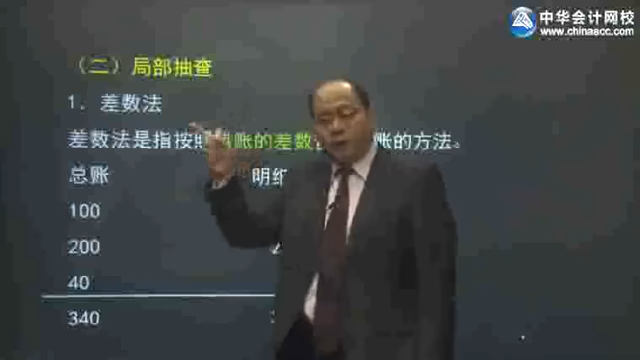 中华会计网校
www.chinaacc.com
（二）局部抽查
1．差数法
差数法是指按 账的差数 账的方法。
总账 明细
100
200
40
340